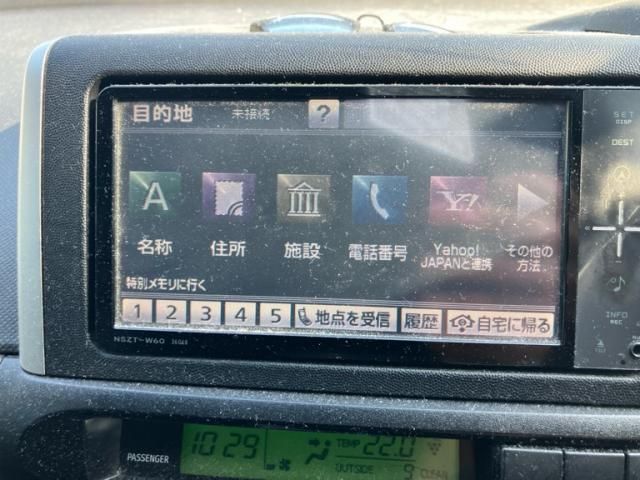 目的地 未接続 ?
SET
DISP
DEST
A Y!
名称 住所 施設 電話番号 Yahoo! その他の
JAPANと連携 方法
特別メモリに行く
INFO
REC
1 2 3 4 5 地点を受信 履歴 自宅に帰る
NSZT-W60
PASSENGER 10:29 TEMP 22.0
OUTSIDE 9 CLEAN